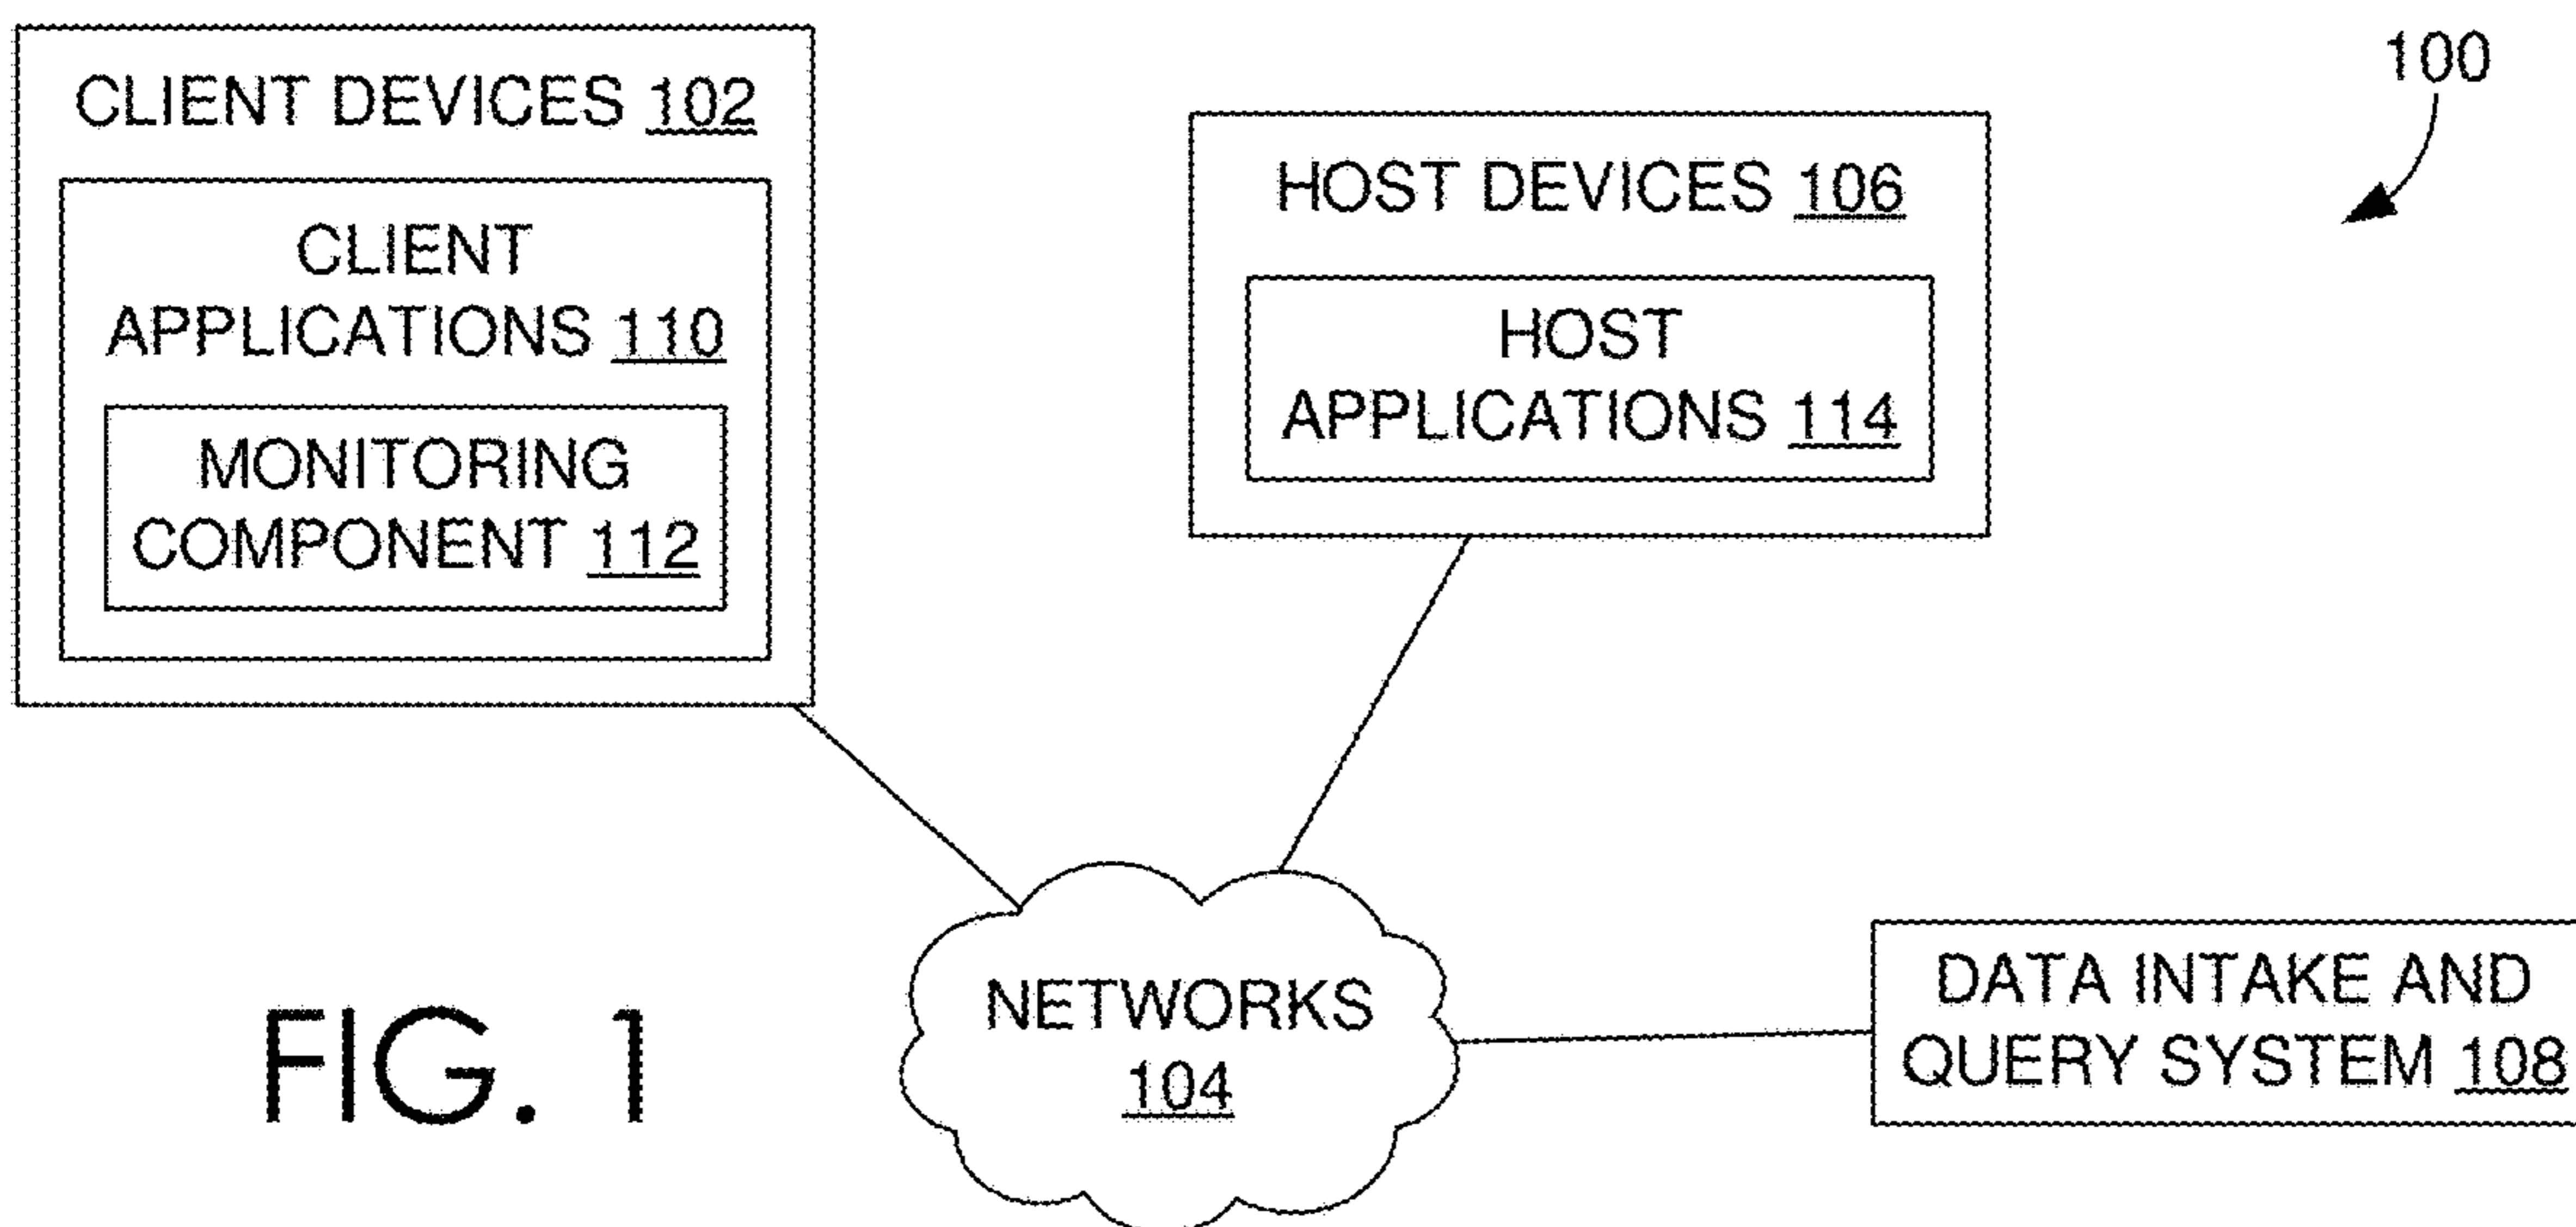 100
CLIENT DEVICES 102
CLIENT
APPLICATIONS 110
MONITORING
COMPONENT 112
HOST DEVICES 106
HOST
APPLICATIONS 114
NETWORKS
104
DATA INTAKE AND
QUERY SYSTEM 108
FIG. 1